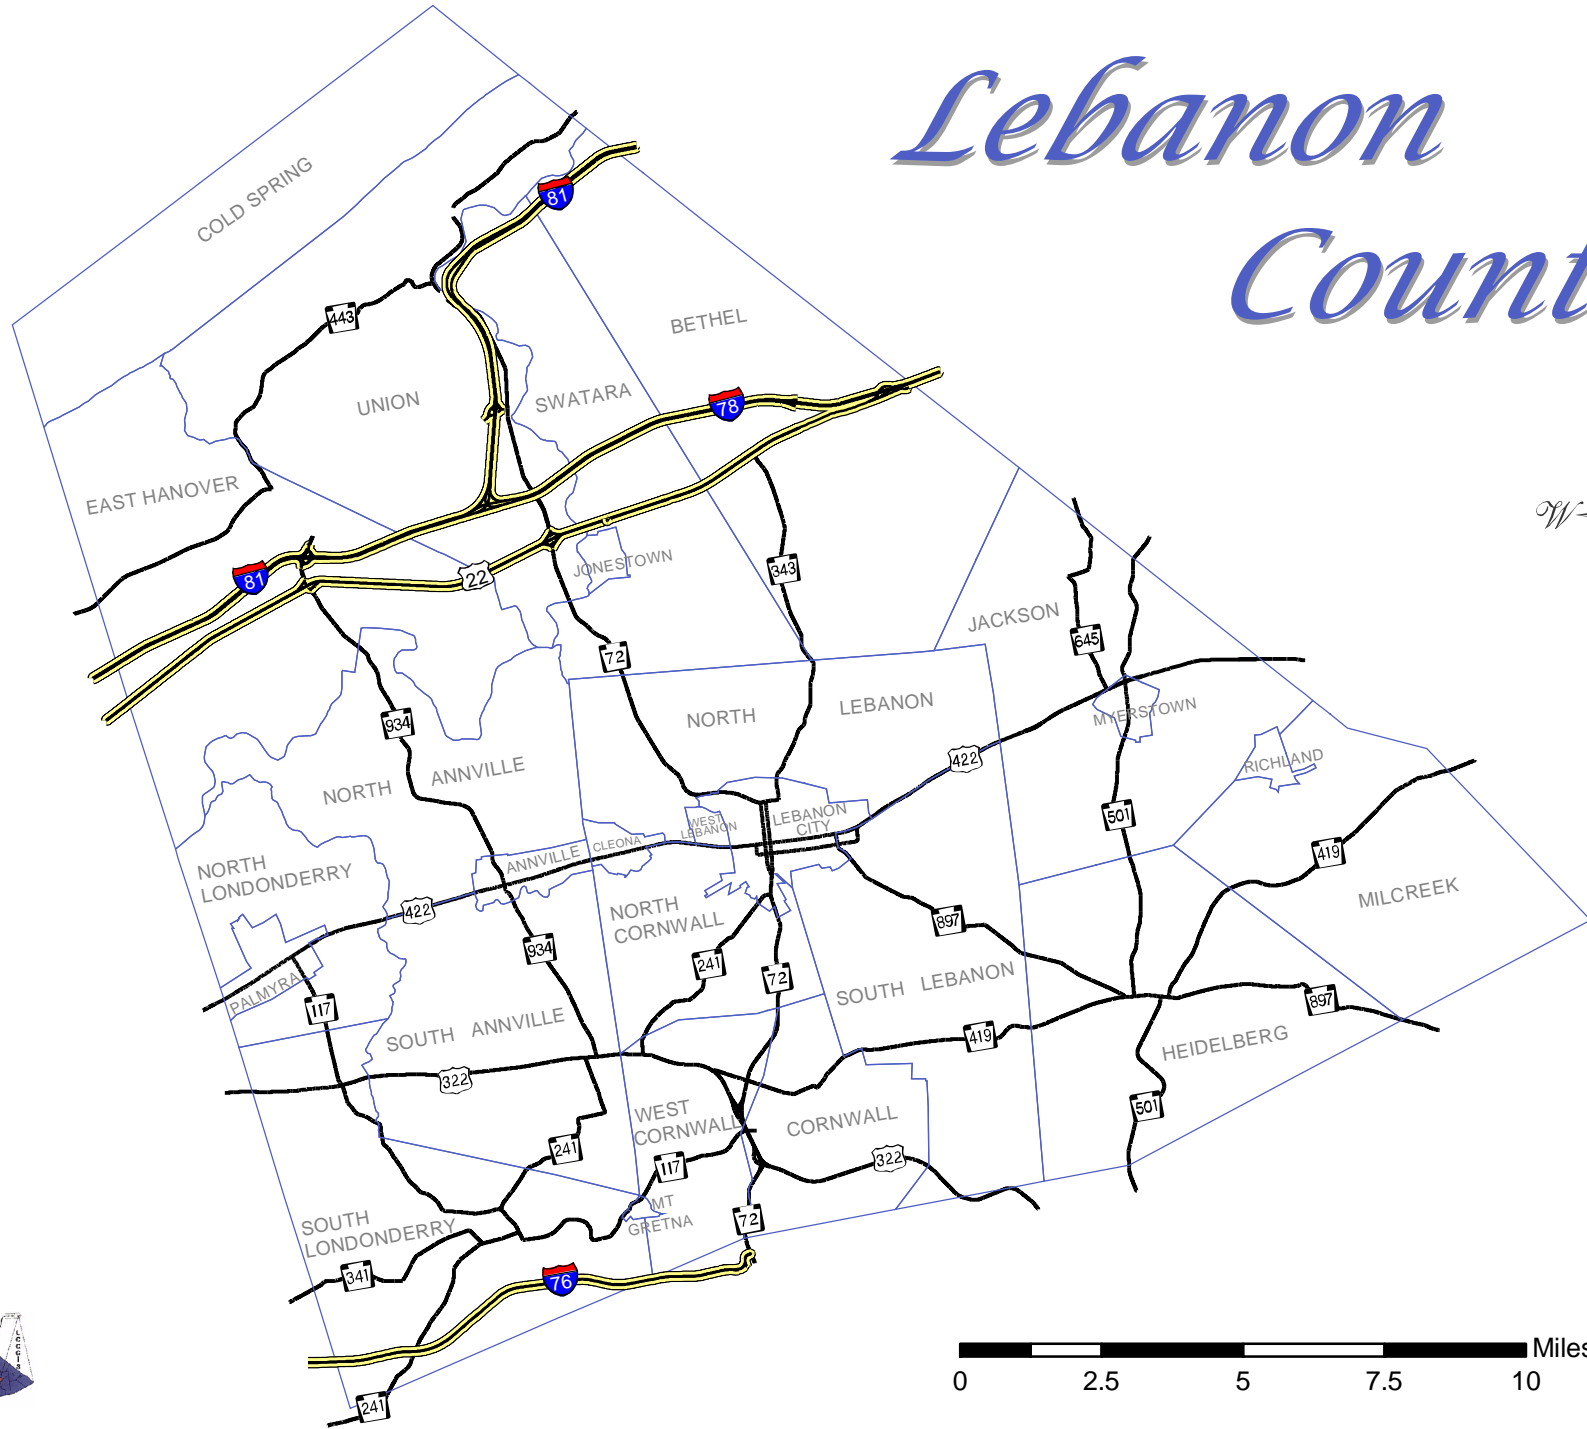 Lebanon
Count
COLD SPRING
81
443
BETHEL
UNION
SWATARA
78
EAST HANOVER
W
81
22
JONESTOWN
343
JACKSON
645
72
934
NORTH LEBANON
MYERSTOWN
422
RICHLAND
NORTH ANNVILLE
501
WEST
LEBANON
LEBANON
CITY
CLEONA
ANNVILLE
419
NORTH
LONDONDERRY
MILCREEK
422
NORTH
CORNWALL
897
934
241
72
SOUTH LEBANON
PALMYRA
117
897
SOUTH ANNVILLE
419
HEIDELBERG
322
501
WEST
CORNWALL
CORNWALL
241
117
322
MT
GRETNA
72
SOUTH
LONDONDERRY
341
76
241
0 2.5 5 7.5 10
Miles